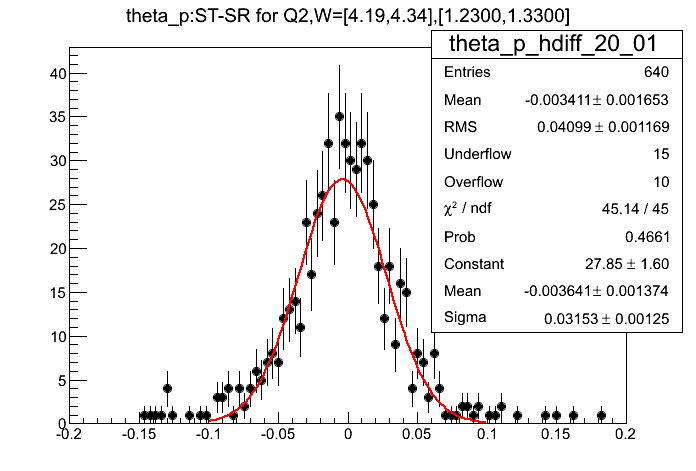 theta_p:ST-SR for Q2,W=[4.19,4.34],[1.2300,1.3300]
theta_p_hdiff_20_01
Entries 640
Mean -0.003411 ± 0.001653
RMS 0.04099 ± 0.001169
Underflow 15
Overflow 10
χ² / ndf 45.14 / 45
Prob 0.4661
Constant 27.85 ± 1.60
Mean -0.003641 ± 0.001374
Sigma 0.03153 ± 0.00125
40
35
30
25
20
15
10
5
0
-0.2 -0.15 -0.1 -0.05 0 0.05 0.1 0.15 0.2